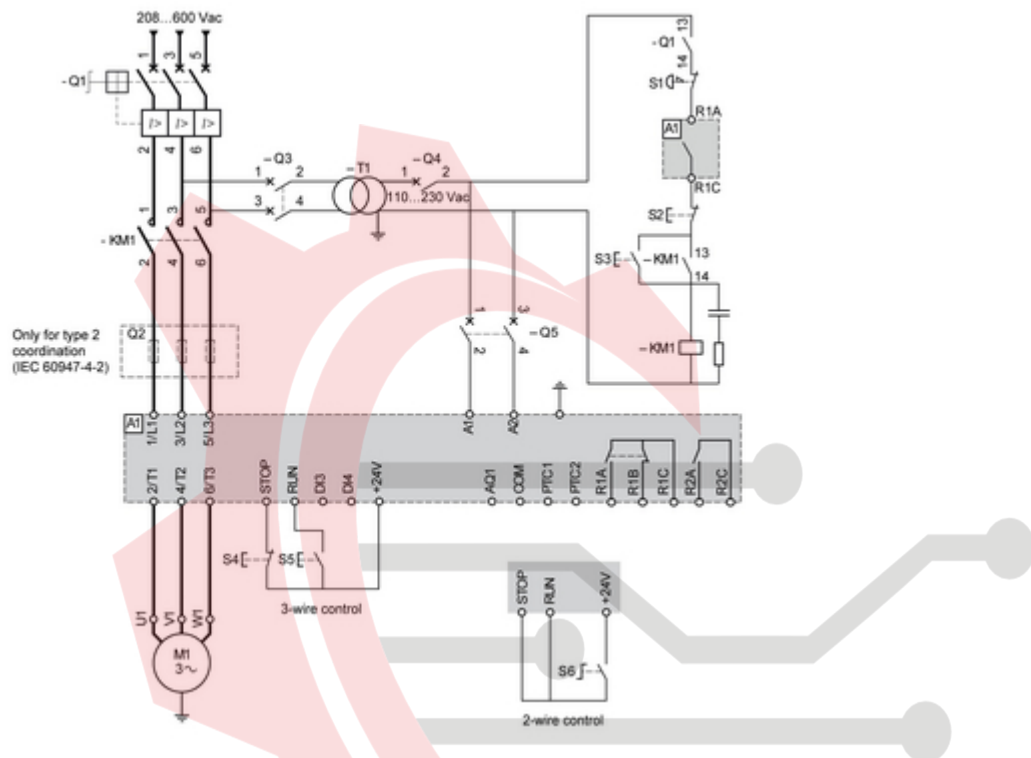 208...600 Vac
1 3 5
- Q1
I> I> I>
2 4 6
- Q3
1 2
3 4
- T1
- Q4
1 2
110...230 Vac
13
- Q1
14
S1
R1A
A1
R1C
S2
S3
- KM1
13
14
- KM1
1 3 5
- KM1
2 4 6
1 3
- Q5
2 4
Only for type 2
coordination
(IEC 60947-4-2)
Q2
A1
1/L1 3/L2 5/L3
A1 A2
2/T1 4/T2 6/T3
STOP RUN DI3 DI4 +24V
AQ1 COM PTC1 PTC2 R1A R1B R1C R2A R2C
S4 S5
3-wire control
U1 V1 W1
M1
3~
STOP RUN +24V
S6
2-wire control